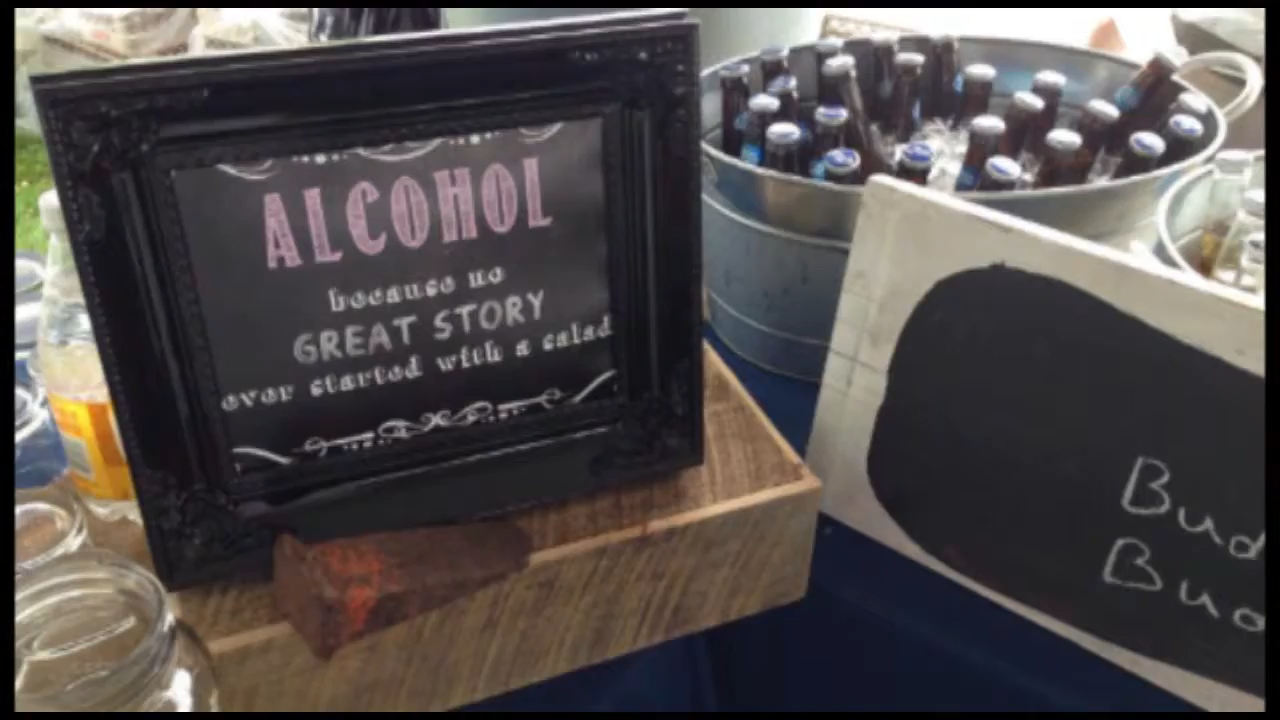 ALCOHOL
because no
GREAT STORY
ever started with a salad
Bud
Bud